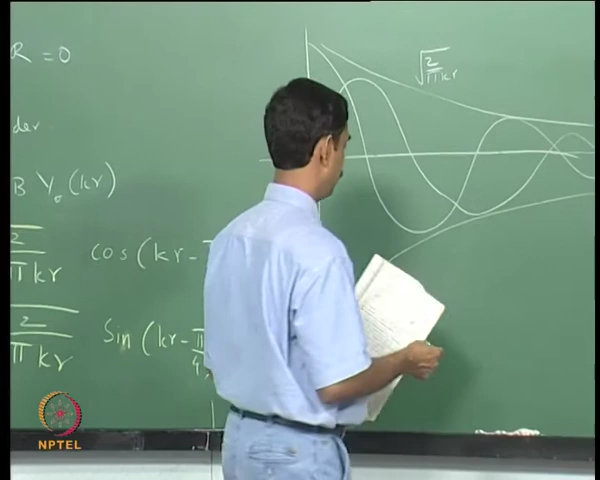 R = 0
der
B Y₀(kr)
√(2/πkr) cos(kr - π
√(2/πkr) Sin(kr - π/4
√(2/πkr)
NPTEL